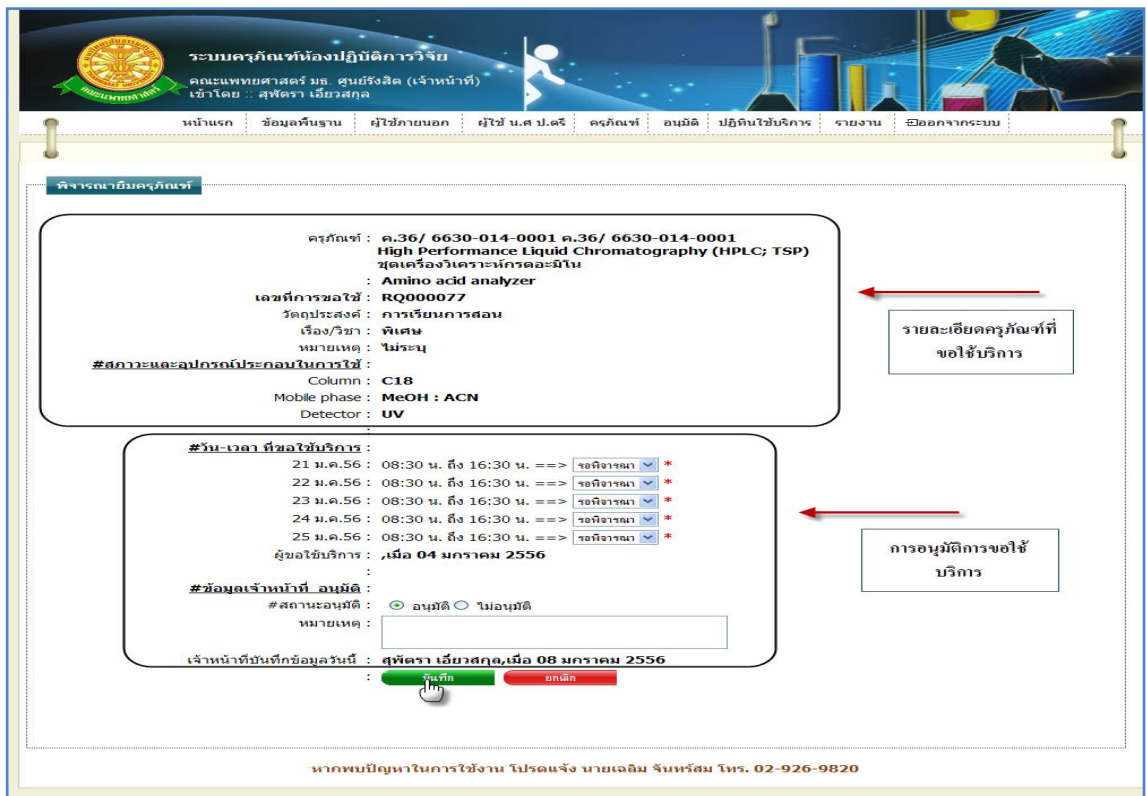 ระบบครุภัณฑ์ห้องปฏิบัติการวิจัย
คณะแพทยศาสตร์ มธ. ศูนย์รังสิต (เจ้าหน้าที่)
เข้าโดย :: สุพัตรา เอี่ยวสกุล
หน้าแรก ข้อมูลพื้นฐาน ผู้ใช้ภายนอก ผู้ใช้ น.ศ ป.ตรี ครุภัณฑ์ อนุมัติ ปฏิทินใช้บริการ รายงาน ออกจากระบบ
พิจารณายืมครุภัณฑ์
ครุภัณฑ์ : ค.36/ 6630-014-0001 ค.36/ 6630-014-0001
High Performance Liquid Chromatography (HPLC; TSP)
ชุดเครื่องวิเคราะห์กรดอะมิโน
: Amino acid analyzer
เลขที่การขอใช้ : RQ000077
วัตถุประสงค์ : การเรียนการสอน
เรื่อง/วิชา : พิเศษ
หมายเหตุ : ไม่ระบุ
#สภาวะและอุปกรณ์ประกอบในการใช้ :
Column : C18
Mobile phase : MeOH : ACN
Detector : UV
:
รายละเอียดครุภัณฑ์ที่
ขอใช้บริการ
#วัน-เวลา ที่ขอใช้บริการ :
21 ม.ค.56 : 08:30 น. ถึง 16:30 น. ==> รอพิจารณา *
22 ม.ค.56 : 08:30 น. ถึง 16:30 น. ==> รอพิจารณา *
23 ม.ค.56 : 08:30 น. ถึง 16:30 น. ==> รอพิจารณา *
24 ม.ค.56 : 08:30 น. ถึง 16:30 น. ==> รอพิจารณา *
25 ม.ค.56 : 08:30 น. ถึง 16:30 น. ==> รอพิจารณา *
ผู้ขอใช้บริการ : ,เมื่อ 04 มกราคม 2556
:
#ข้อมูลเจ้าหน้าที่ อนุมัติ :
#สถานะอนุมัติ : อนุมัติ ไม่อนุมัติ
หมายเหตุ :
เจ้าหน้าที่บันทึกข้อมูลวันนี้ : สุพัตรา เอี่ยวสกุล,เมื่อ 08 มกราคม 2556
: บันทึก ยกเลิก
การอนุมัติการขอใช้
บริการ
หากพบปัญหาในการใช้งาน โปรดแจ้ง นายเฉลิม จันทร์สม โทร. 02-926-9820